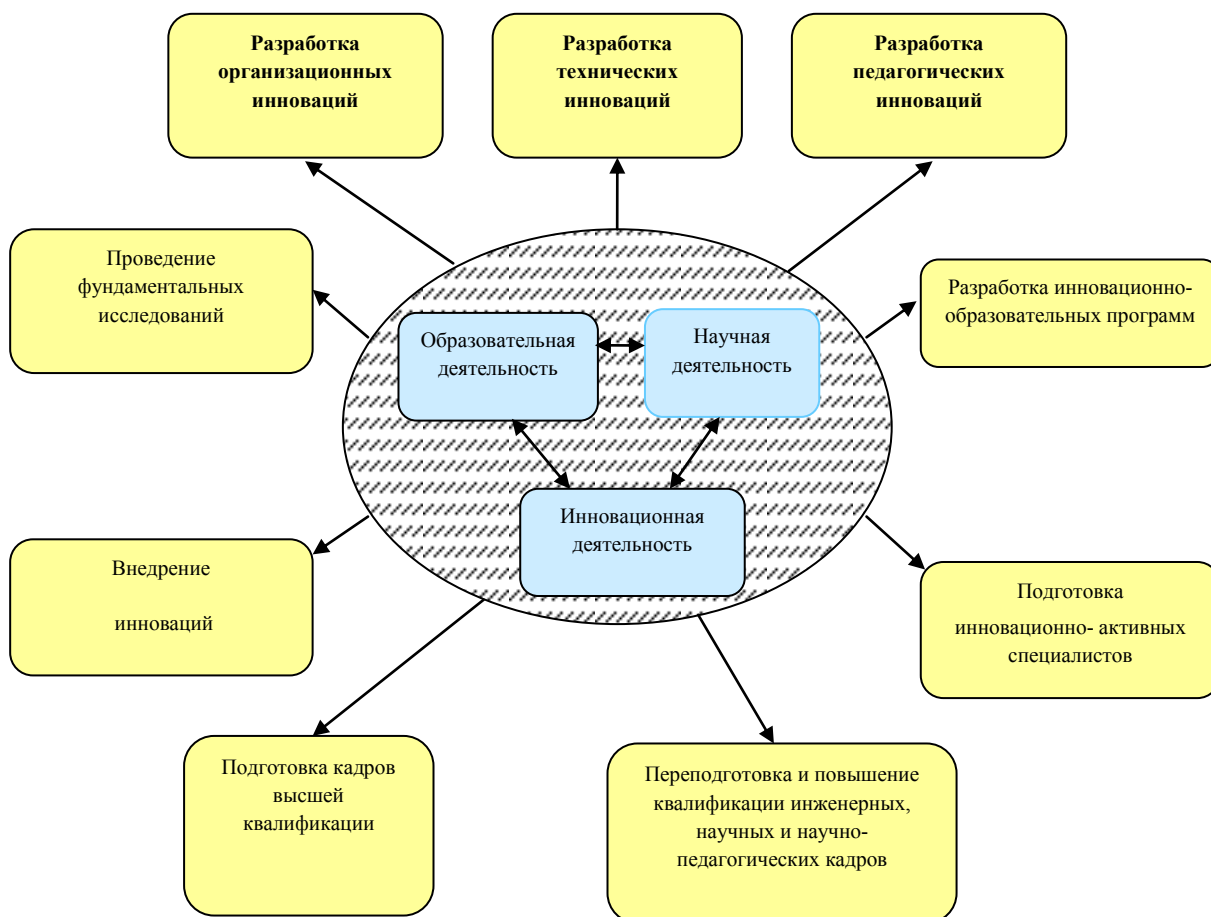 Разработка
организационных
инноваций
Разработка
технических
инноваций
Разработка
педагогических
инноваций
Проведение
фундаментальных
исследований
Разработка инновационно-
образовательных программ
Образовательная
деятельность
Научная
деятельность
Инновационная
деятельность
Внедрение
инноваций
Подготовка
инновационно- активных
специалистов
Подготовка кадров
высшей
квалификации
Переподготовка и повышение
квалификации инженерных,
научных и научно-
педагогических кадров